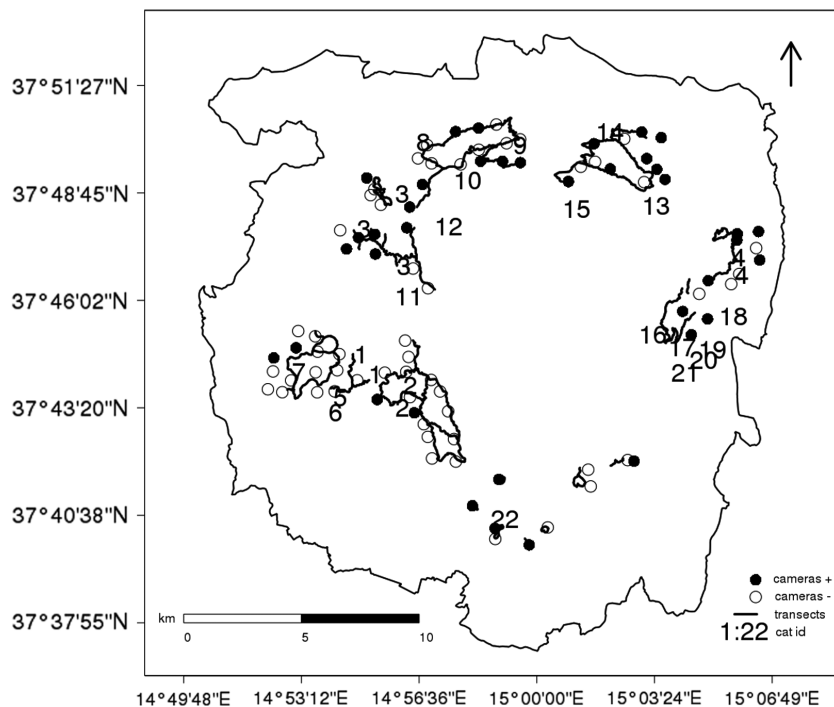 37°51'27"N
14
8
9
10
37°48'45"N
3
15
13
12
3
4
3
4
37°46'02"N
11
18
16
17
19
20
1
7
1
2
21
5
37°43'20"N
6
2
37°40'38"N
22
cameras +
cameras -
37°37'55"N
km
transects
1:22 cat id
0 5 10
14°49'48"E 14°53'12"E 14°56'36"E 15°00'00"E 15°03'24"E 15°06'49"E